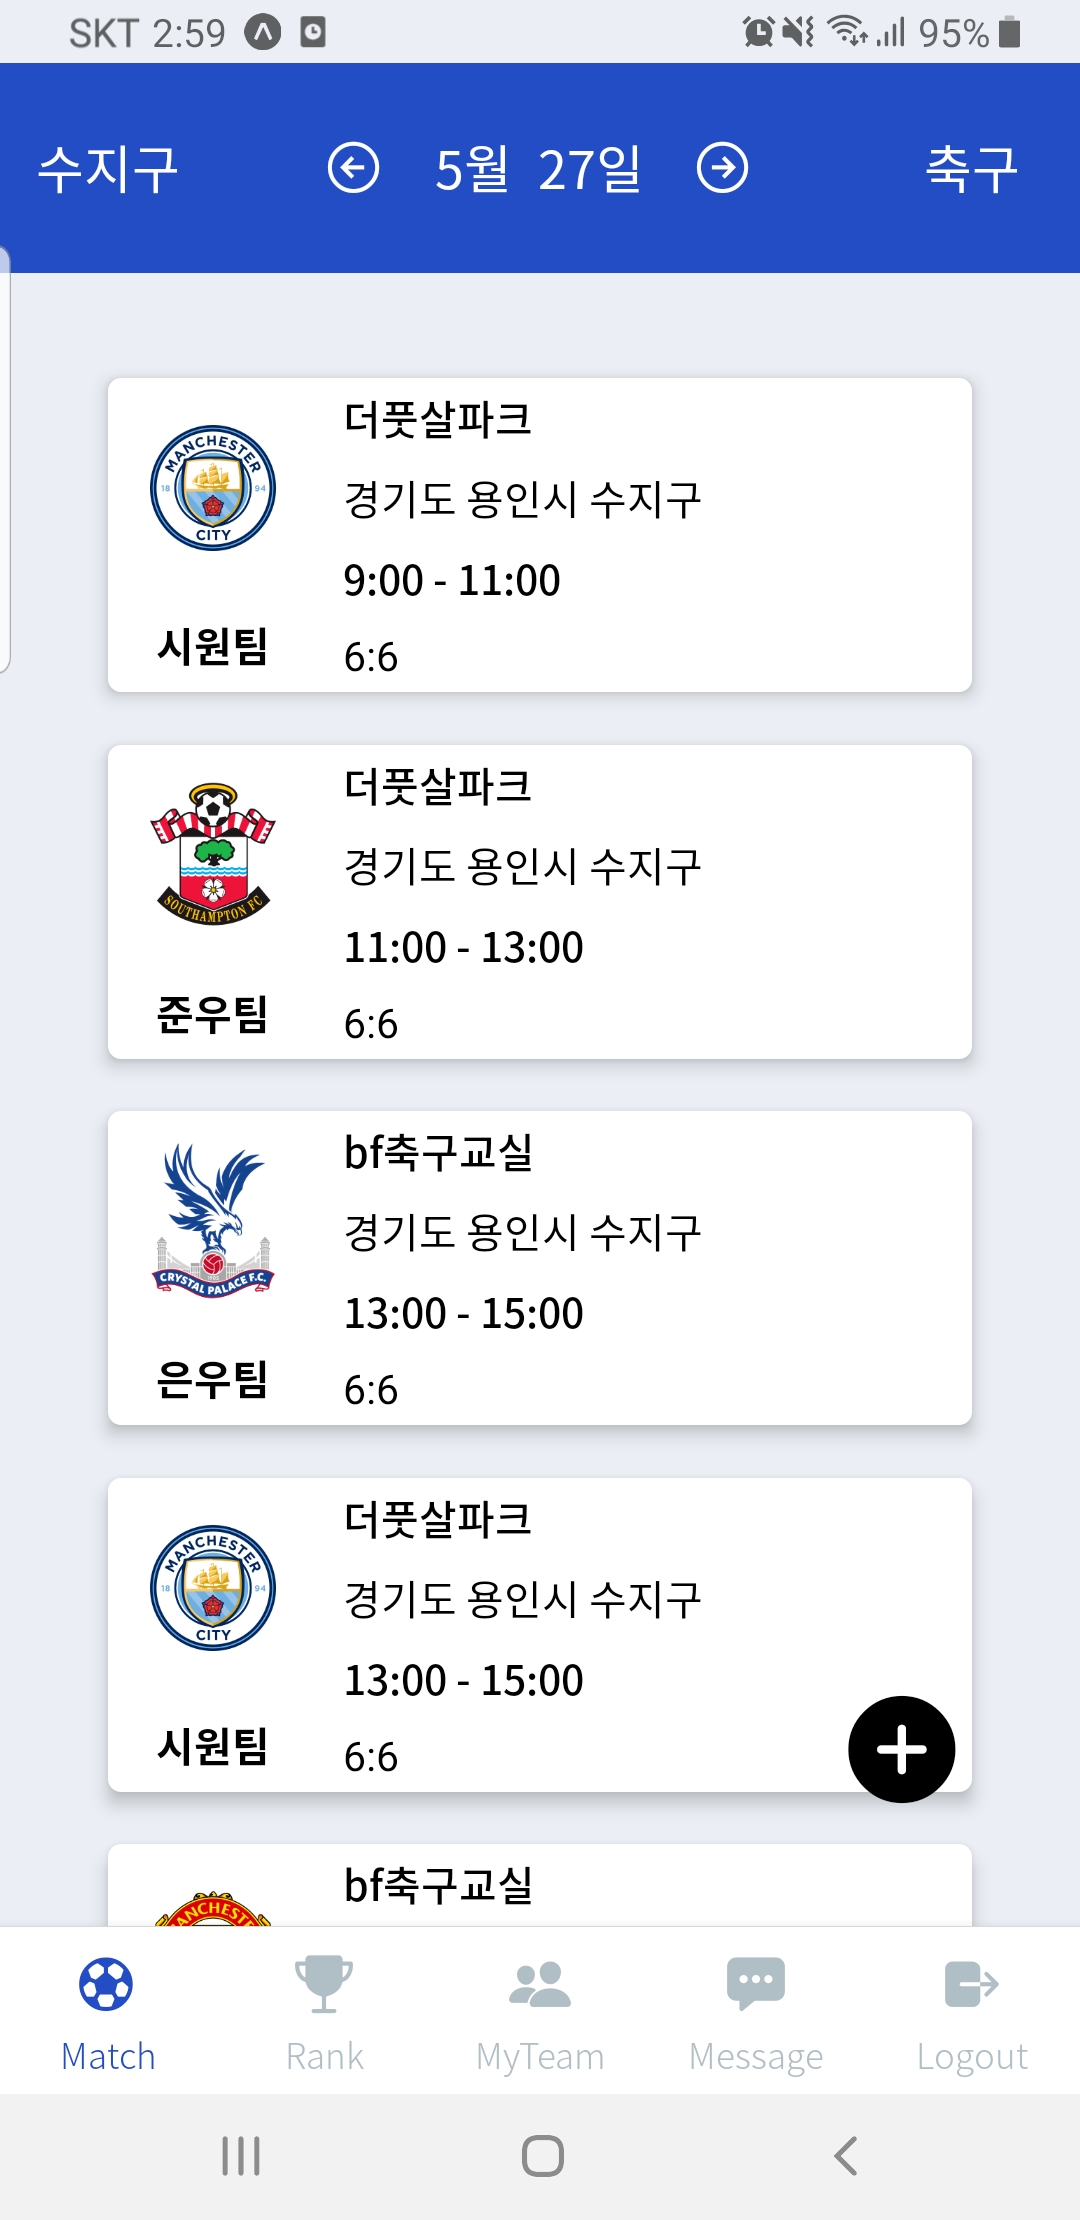 SKT 2:59 95%
수지구 5월 27일 축구
더풋살파크
MANCHESTER
18 94
CITY
경기도 용인시 수지구
9:00 - 11:00
시원팀
6:6
더풋살파크
경기도 용인시 수지구
SOUTHAMPTON FC
11:00 - 13:00
준우팀
6:6
bf축구교실
경기도 용인시 수지구
CRYSTAL PALACE F.C.
13:00 - 15:00
은우팀
6:6
더풋살파크
MANCHESTER
18 94
CITY
경기도 용인시 수지구
13:00 - 15:00
시원팀
6:6
bf축구교실
Match Rank MyTeam Message Logout